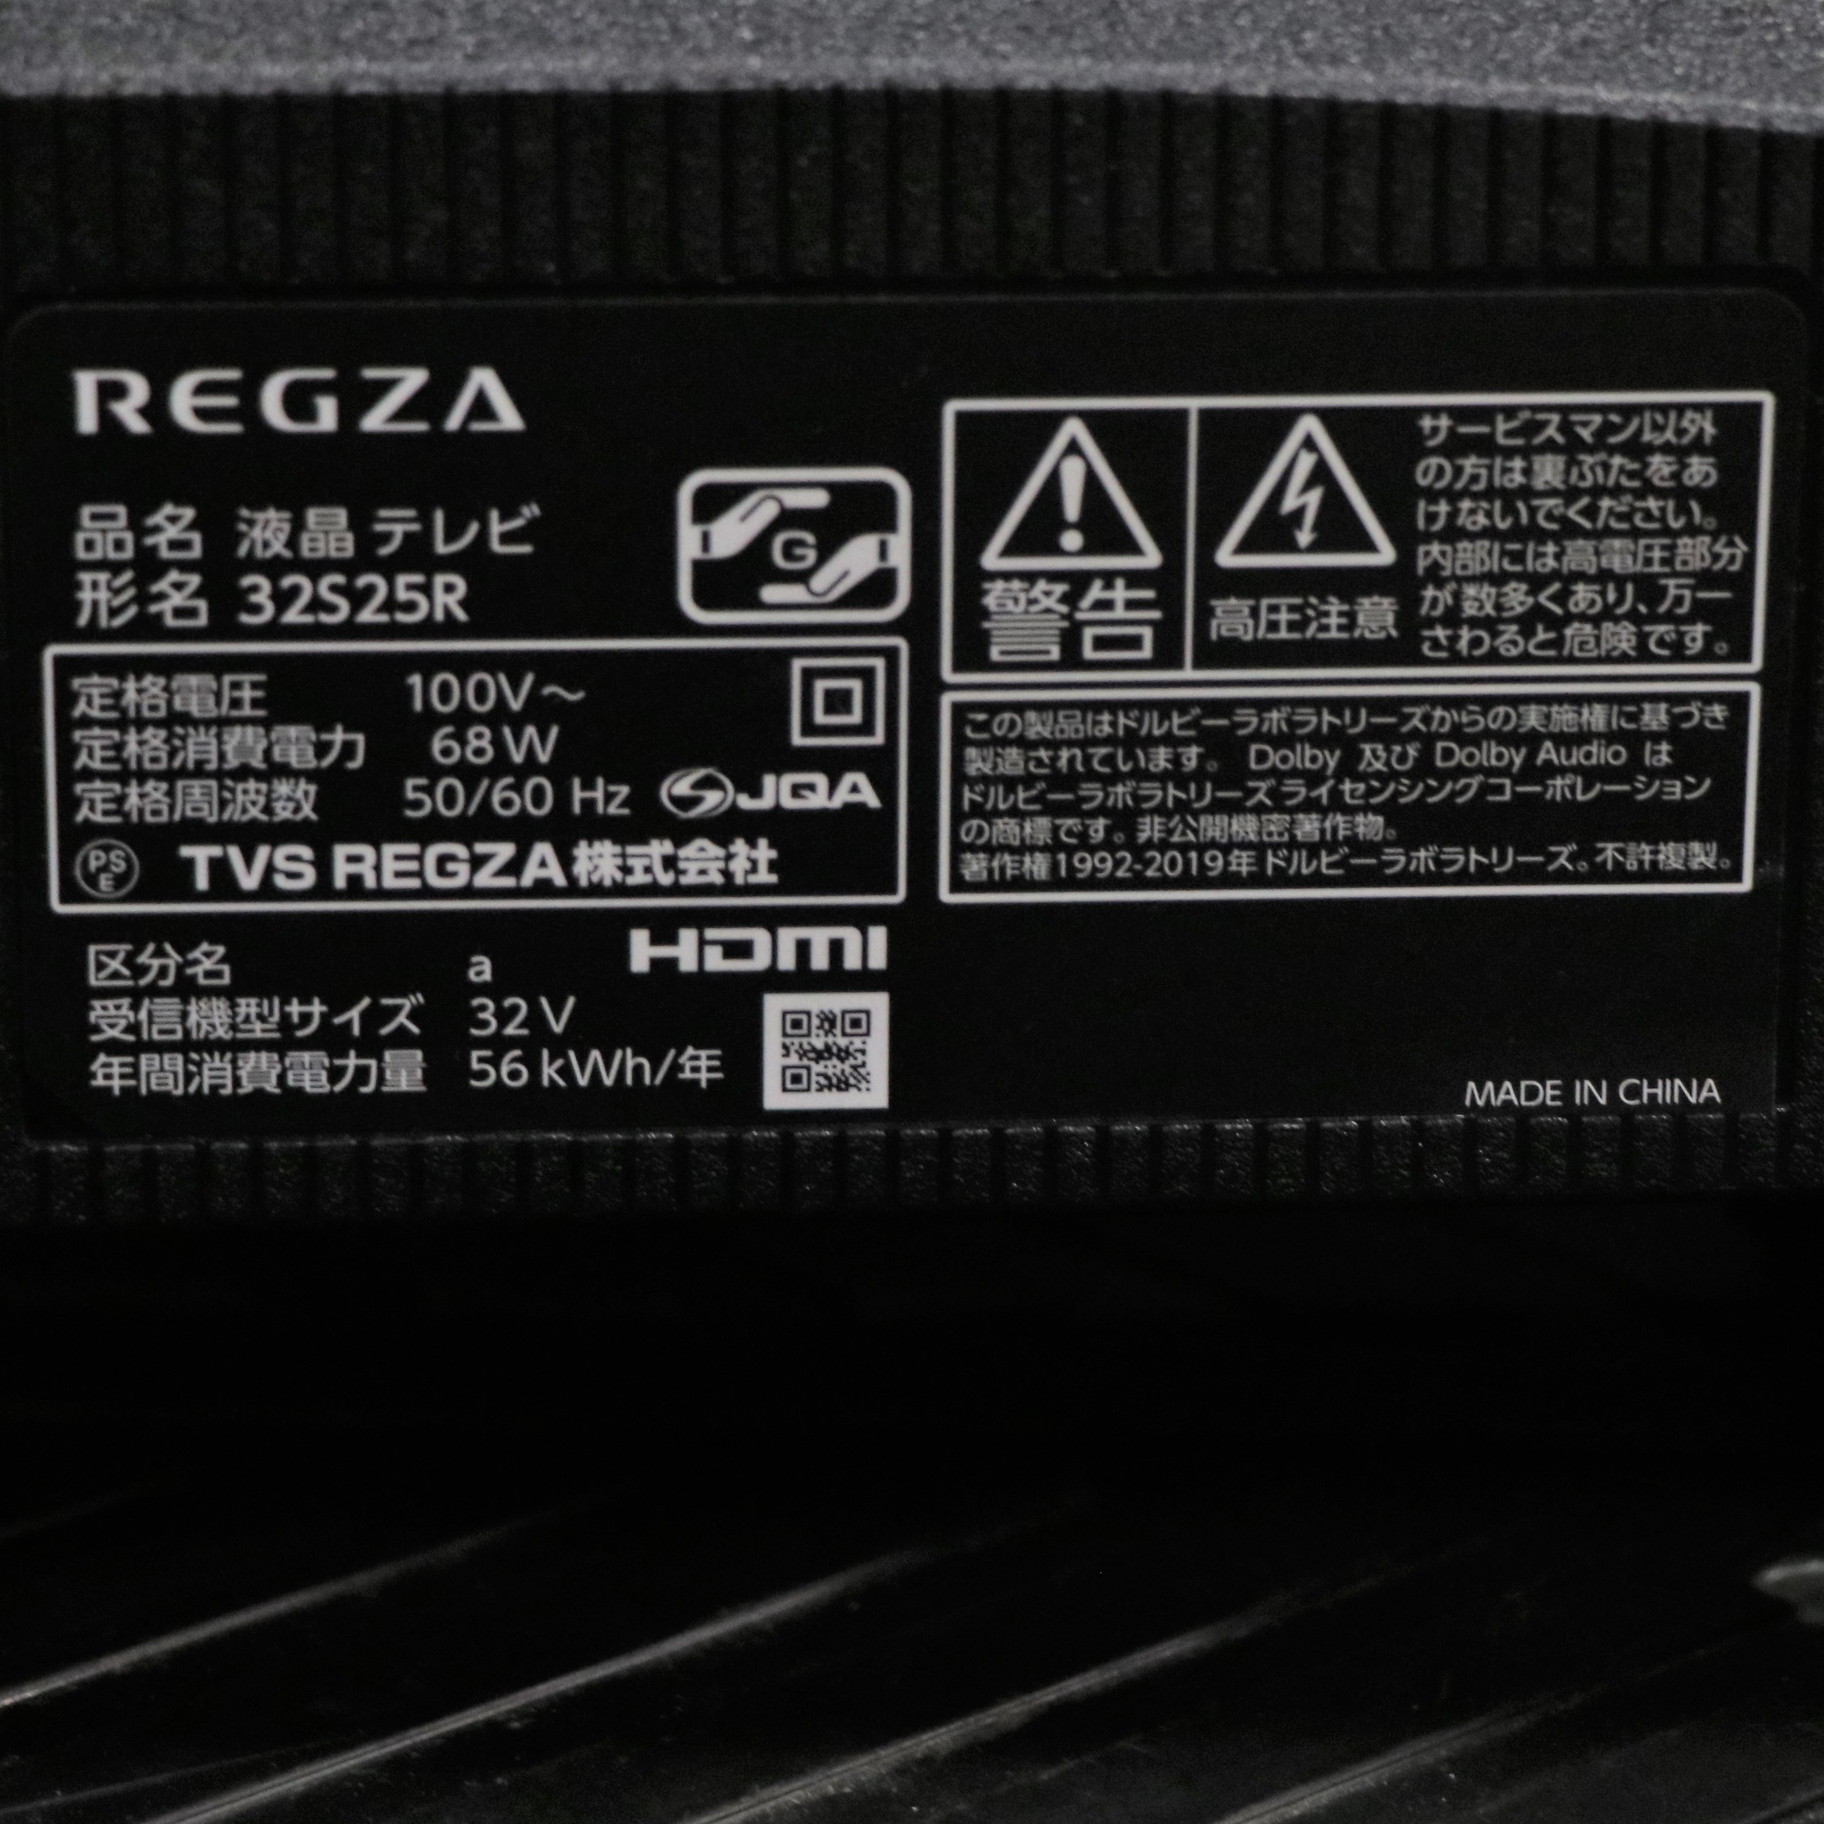 REGZA
品名 液晶テレビ
形名 32S25R
G
定格電圧 100V～
定格消費電力 68W
定格周波数 50/60 Hz JQA
PSE TVS REGZA株式会社
区分名 a HDMI
受信機型サイズ 32V
年間消費電力量 56kWh/年
警告
高圧注意
サービスマン以外
の方は裏ぶたをあ
けないでください。
内部には高電圧部分
が数多くあり、万一
さわると危険です。
この製品はドルビーラボラトリーズからの実施権に基づき
製造されています。 Dolby 及び Dolby Audio は
ドルビーラボラトリーズライセンシングコーポレーション
の商標です。非公開機密著作物。
著作権1992-2019年ドルビーラボラトリーズ。不許複製。
MADE IN CHINA